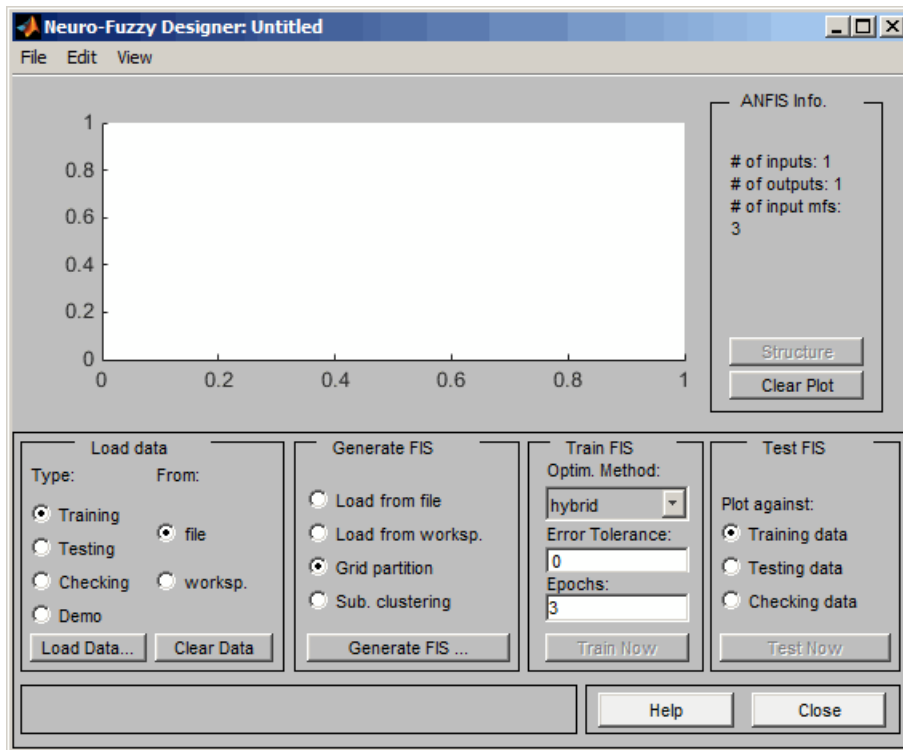 Neuro-Fuzzy Designer: Untitled
File Edit View
1
0.8
0.6
0.4
0.2
0
0 0.2 0.4 0.6 0.8 1
ANFIS Info.
# of inputs: 1
# of outputs: 1
# of input mfs:
3
Structure
Clear Plot
Load data
Type: From:
Training
file
Testing
Checking
worksp.
Demo
Load Data... Clear Data
Generate FIS
Load from file
Load from worksp.
Grid partition
Sub. clustering
Generate FIS ...
Train FIS
Optim. Method:
hybrid
Error Tolerance:
0
Epochs:
3
Train Now
Test FIS
Plot against:
Training data
Testing data
Checking data
Test Now
Help Close